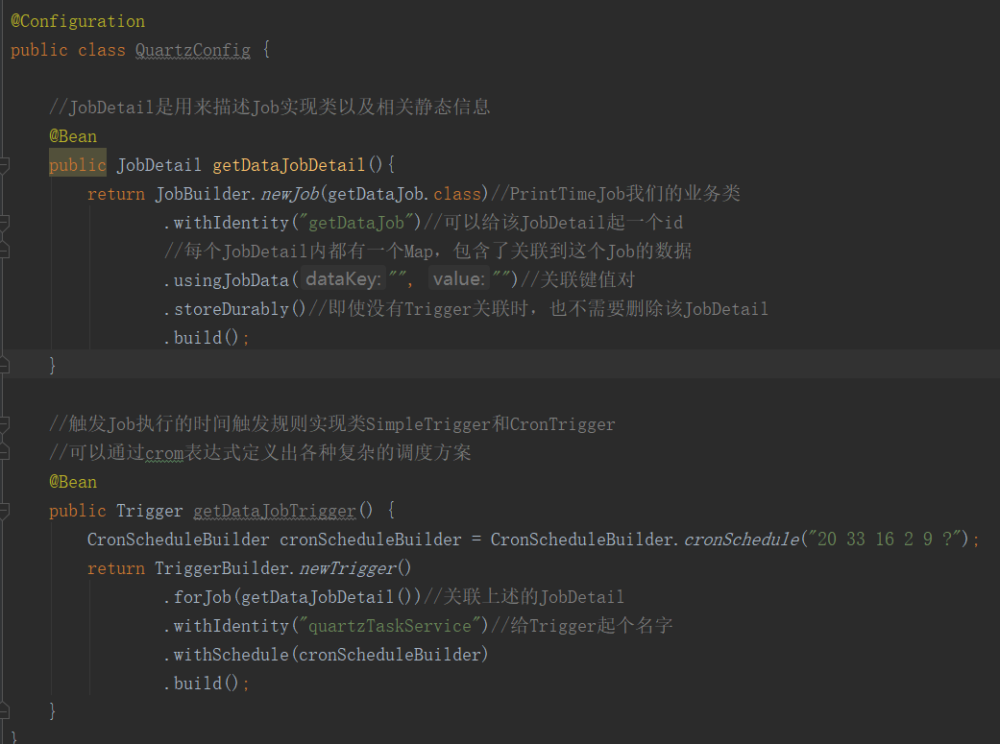 @Configuration
public class QuartzConfig {
//JobDetail是用来描述Job实现类以及相关静态信息
@Bean
public JobDetail getDataJobDetail(){
return JobBuilder.newJob(getDataJob.class)//PrintTimeJob我们的业务类
.withIdentity("getDataJob")//可以给该JobDetail起一个id
//每个JobDetail内都有一个Map，包含了关联到这个Job的数据
.usingJobData( dataKey: "", value: "")//关联键值对
.storeDurably()//即使没有Trigger关联时，也不需要删除该JobDetail
.build();
}
//触发Job执行的时间触发规则实现类SimpleTrigger和CronTrigger
//可以通过crom表达式定义出各种复杂的调度方案
@Bean
public Trigger getDataJobTrigger() {
CronScheduleBuilder cronScheduleBuilder = CronScheduleBuilder.cronSchedule("20 33 16 2 9 ?");
return TriggerBuilder.newTrigger()
.forJob(getDataJobDetail())//关联上述的JobDetail
.withIdentity("quartzTaskService")//给Trigger起个名字
.withSchedule(cronScheduleBuilder)
.build();
}
}